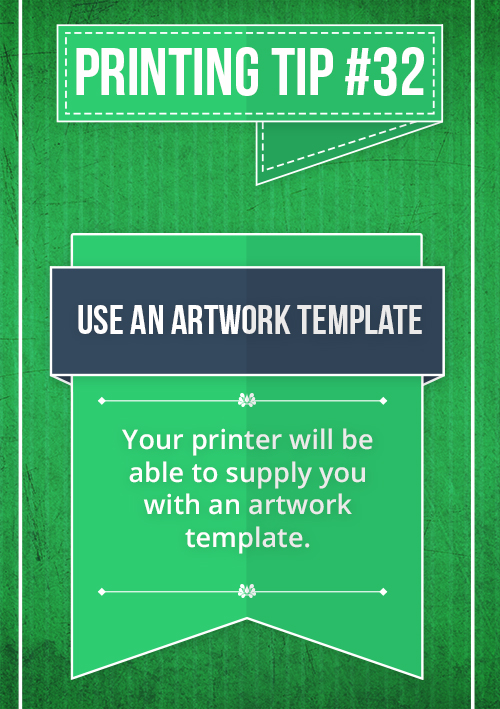 PRINTING TIP #32
USE AN ARTWORK TEMPLATE
Your printer will be
able to supply you
with an artwork
template.